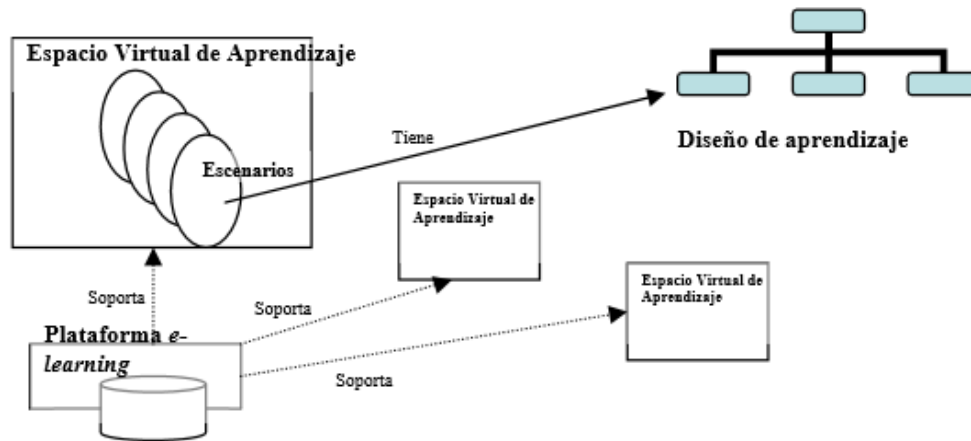 Espacio Virtual de Aprendizaje
Escenarios
Tiene
Diseño de aprendizaje
Espacio Virtual de
Aprendizaje
Espacio Virtual de
Aprendizaje
Soporta
Soporta
Soporta
Plataforma e-
learning